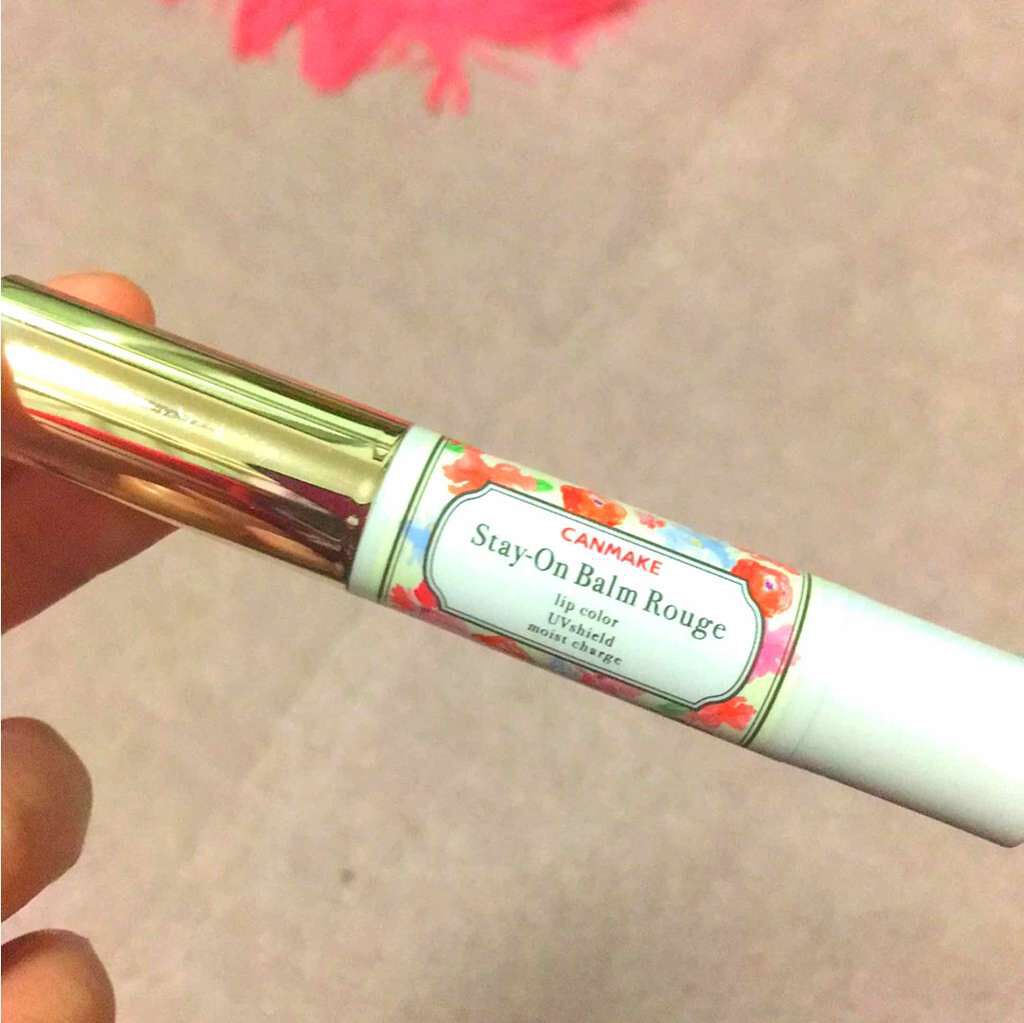 CANMAKE
Stay-On Balm Rouge
lip color
UVshield
moist charge